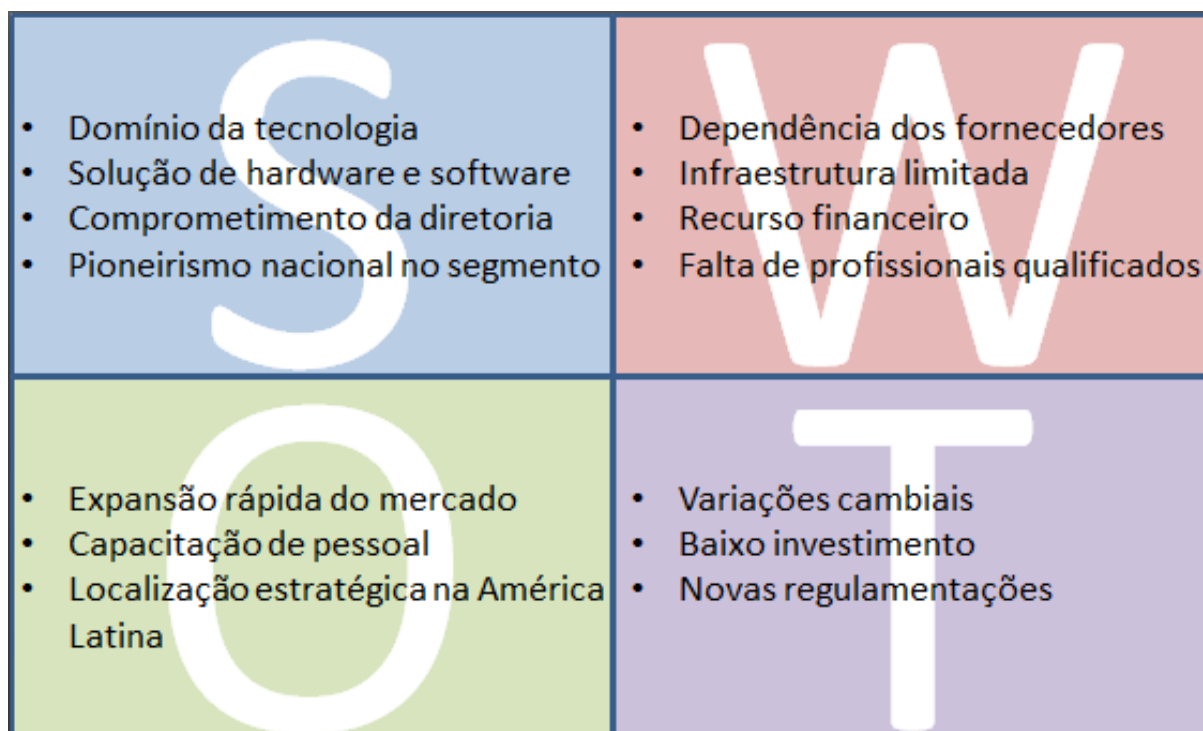 S
• Domínio da tecnologia
• Solução de hardware e software
• Comprometimento da diretoria
• Pioneirismo nacional no segmento
W
• Dependência dos fornecedores
• Infraestrutura limitada
• Recurso financeiro
• Falta de profissionais qualificados
O
• Expansão rápida do mercado
• Capacitação de pessoal
• Localização estratégica na América
Latina
T
• Variações cambiais
• Baixo investimento
• Novas regulamentações